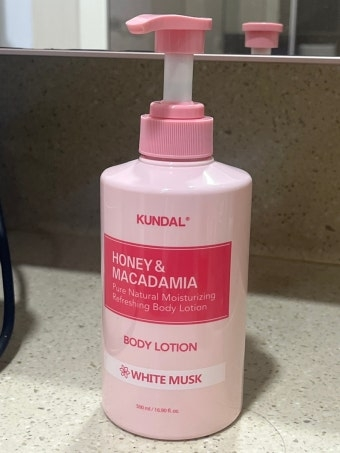 KUNDAL®
HONEY &
MACADAMIA
Pure Natural Moisturizing
Refreshing Body Lotion
BODY LOTION
WHITE MUSK
500 ml / 16.90 fl. oz.